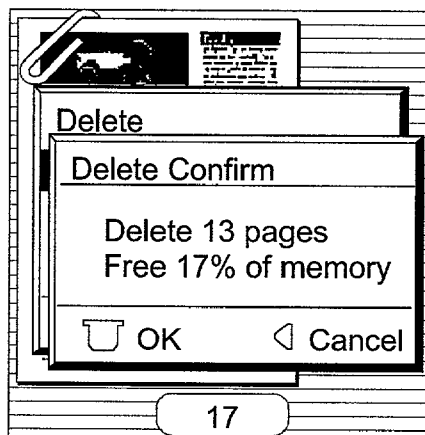 Delete
Delete Confirm
Delete 13 pages
Free 17% of memory
OK Cancel
17